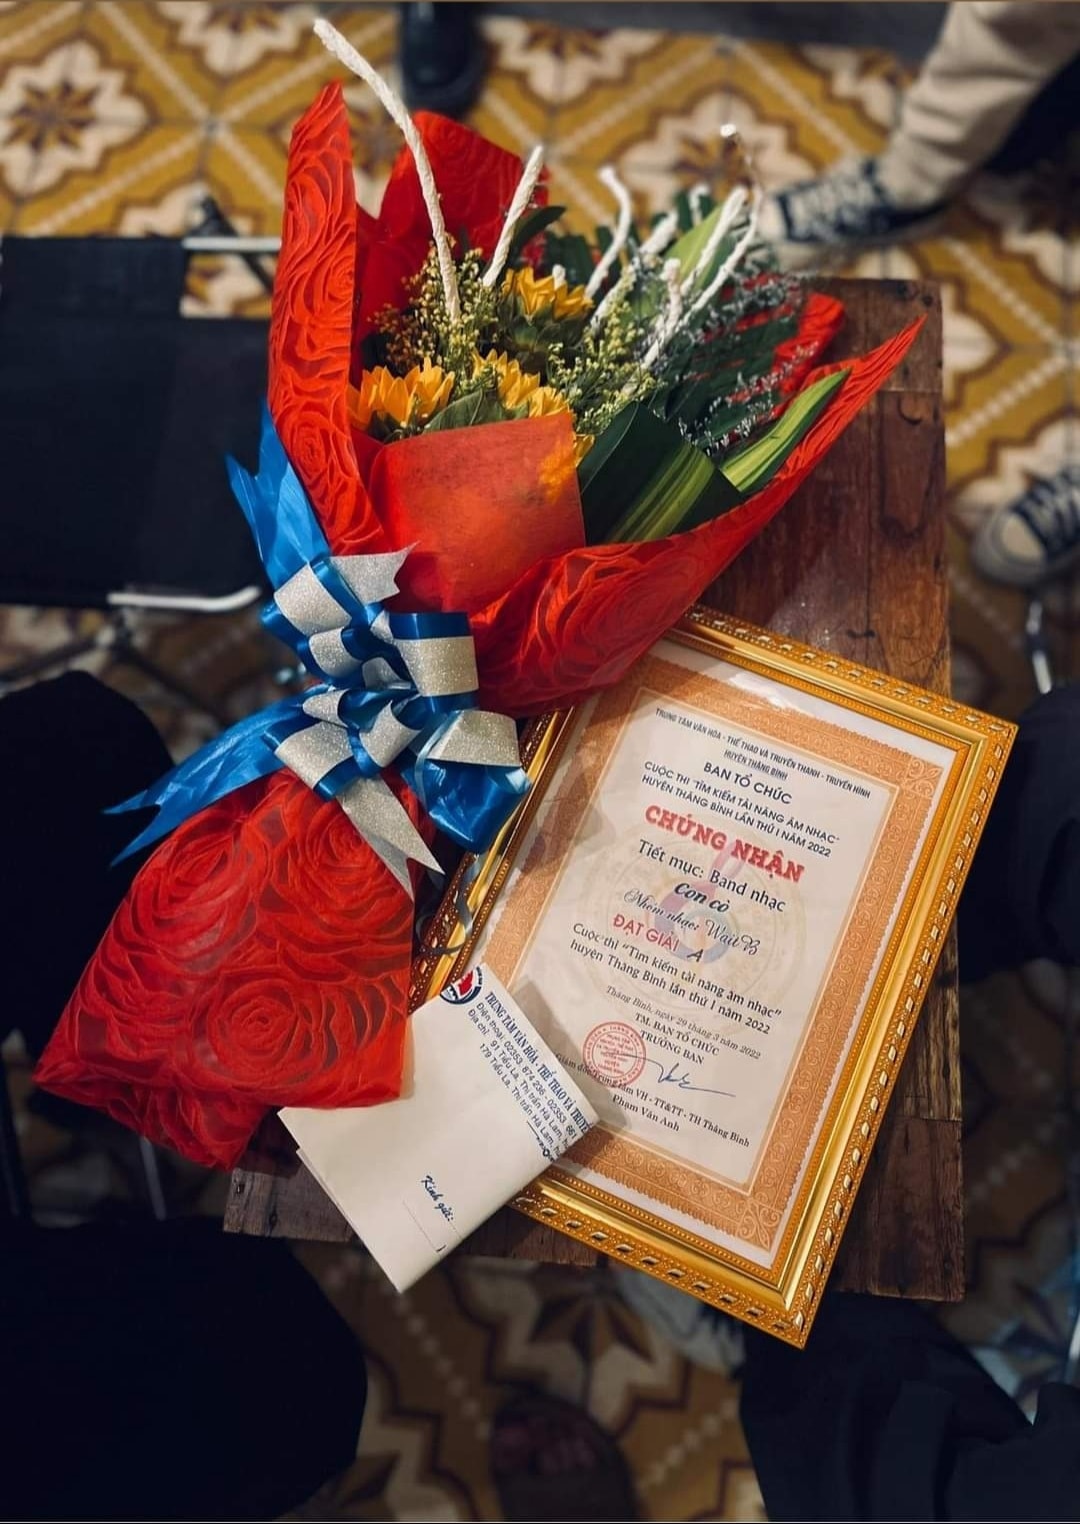 TRUNG TÂM VĂN HÓA - THỂ THAO VÀ TRUYỀN THANH - TRUYỀN HÌNH
HUYỆN THĂNG BÌNH
BAN TỔ CHỨC
CUỘC THI "TÌM KIẾM TÀI NĂNG ÂM NHẠC"
HUYỆN THĂNG BÌNH LẦN THỨ I NĂM 2022
CHỨNG NHẬN
Tiết mục: Band nhạc
Con cò
Nhóm nhạc: Wait B
ĐẠT GIẢI A
Cuộc thi "Tìm kiếm tài năng âm nhạc"
huyện Thăng Bình lần thứ I năm 2022
Thăng Bình, ngày 29 tháng 3 năm 2022
TM. BAN TỔ CHỨC
TRƯỞNG BAN
Giám đốc Trung tâm VH - TT&TT - TH Thăng Bình
Phạm Văn Anh
TRUNG TÂM VĂN HÓA - THỂ THAO VÀ TRUYỀ
Điện thoại: 02353. 874.236 - 02353. 661
Địa chỉ: 91 Tiểu La, Thị trấn Hà Lam, hu
179 Tiểu La, Thị trấn Hà Lam, hu
Kính gửi: